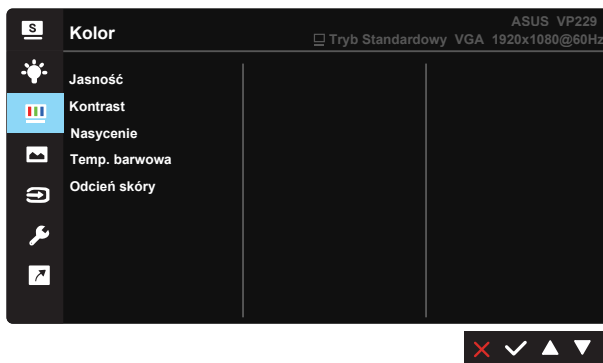 S
Kolor
ASUS VP229
Tryb Standardowy VGA 1920x1080@60Hz
Jasność
Kontrast
Nasycenie
Temp. barwowa
Odcień skóry